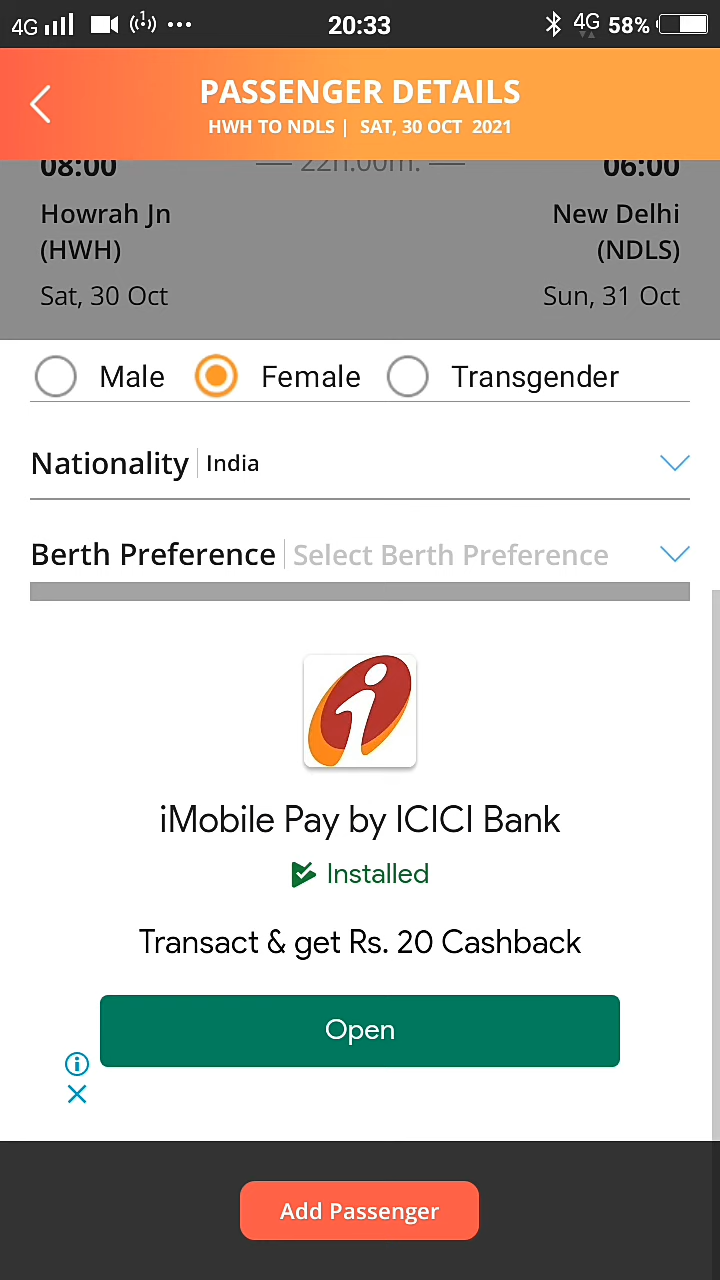 4G 20:33 4G 58%
PASSENGER DETAILS
HWH TO NDLS | SAT, 30 OCT 2021
08:00 22h.00m. 06:00
Howrah Jn New Delhi
(HWH) (NDLS)
Sat, 30 Oct Sun, 31 Oct
Male Female Transgender
Nationality India
Berth Preference Select Berth Preference
iMobile Pay by ICICI Bank
Installed
Transact & get Rs. 20 Cashback
Open
Add Passenger